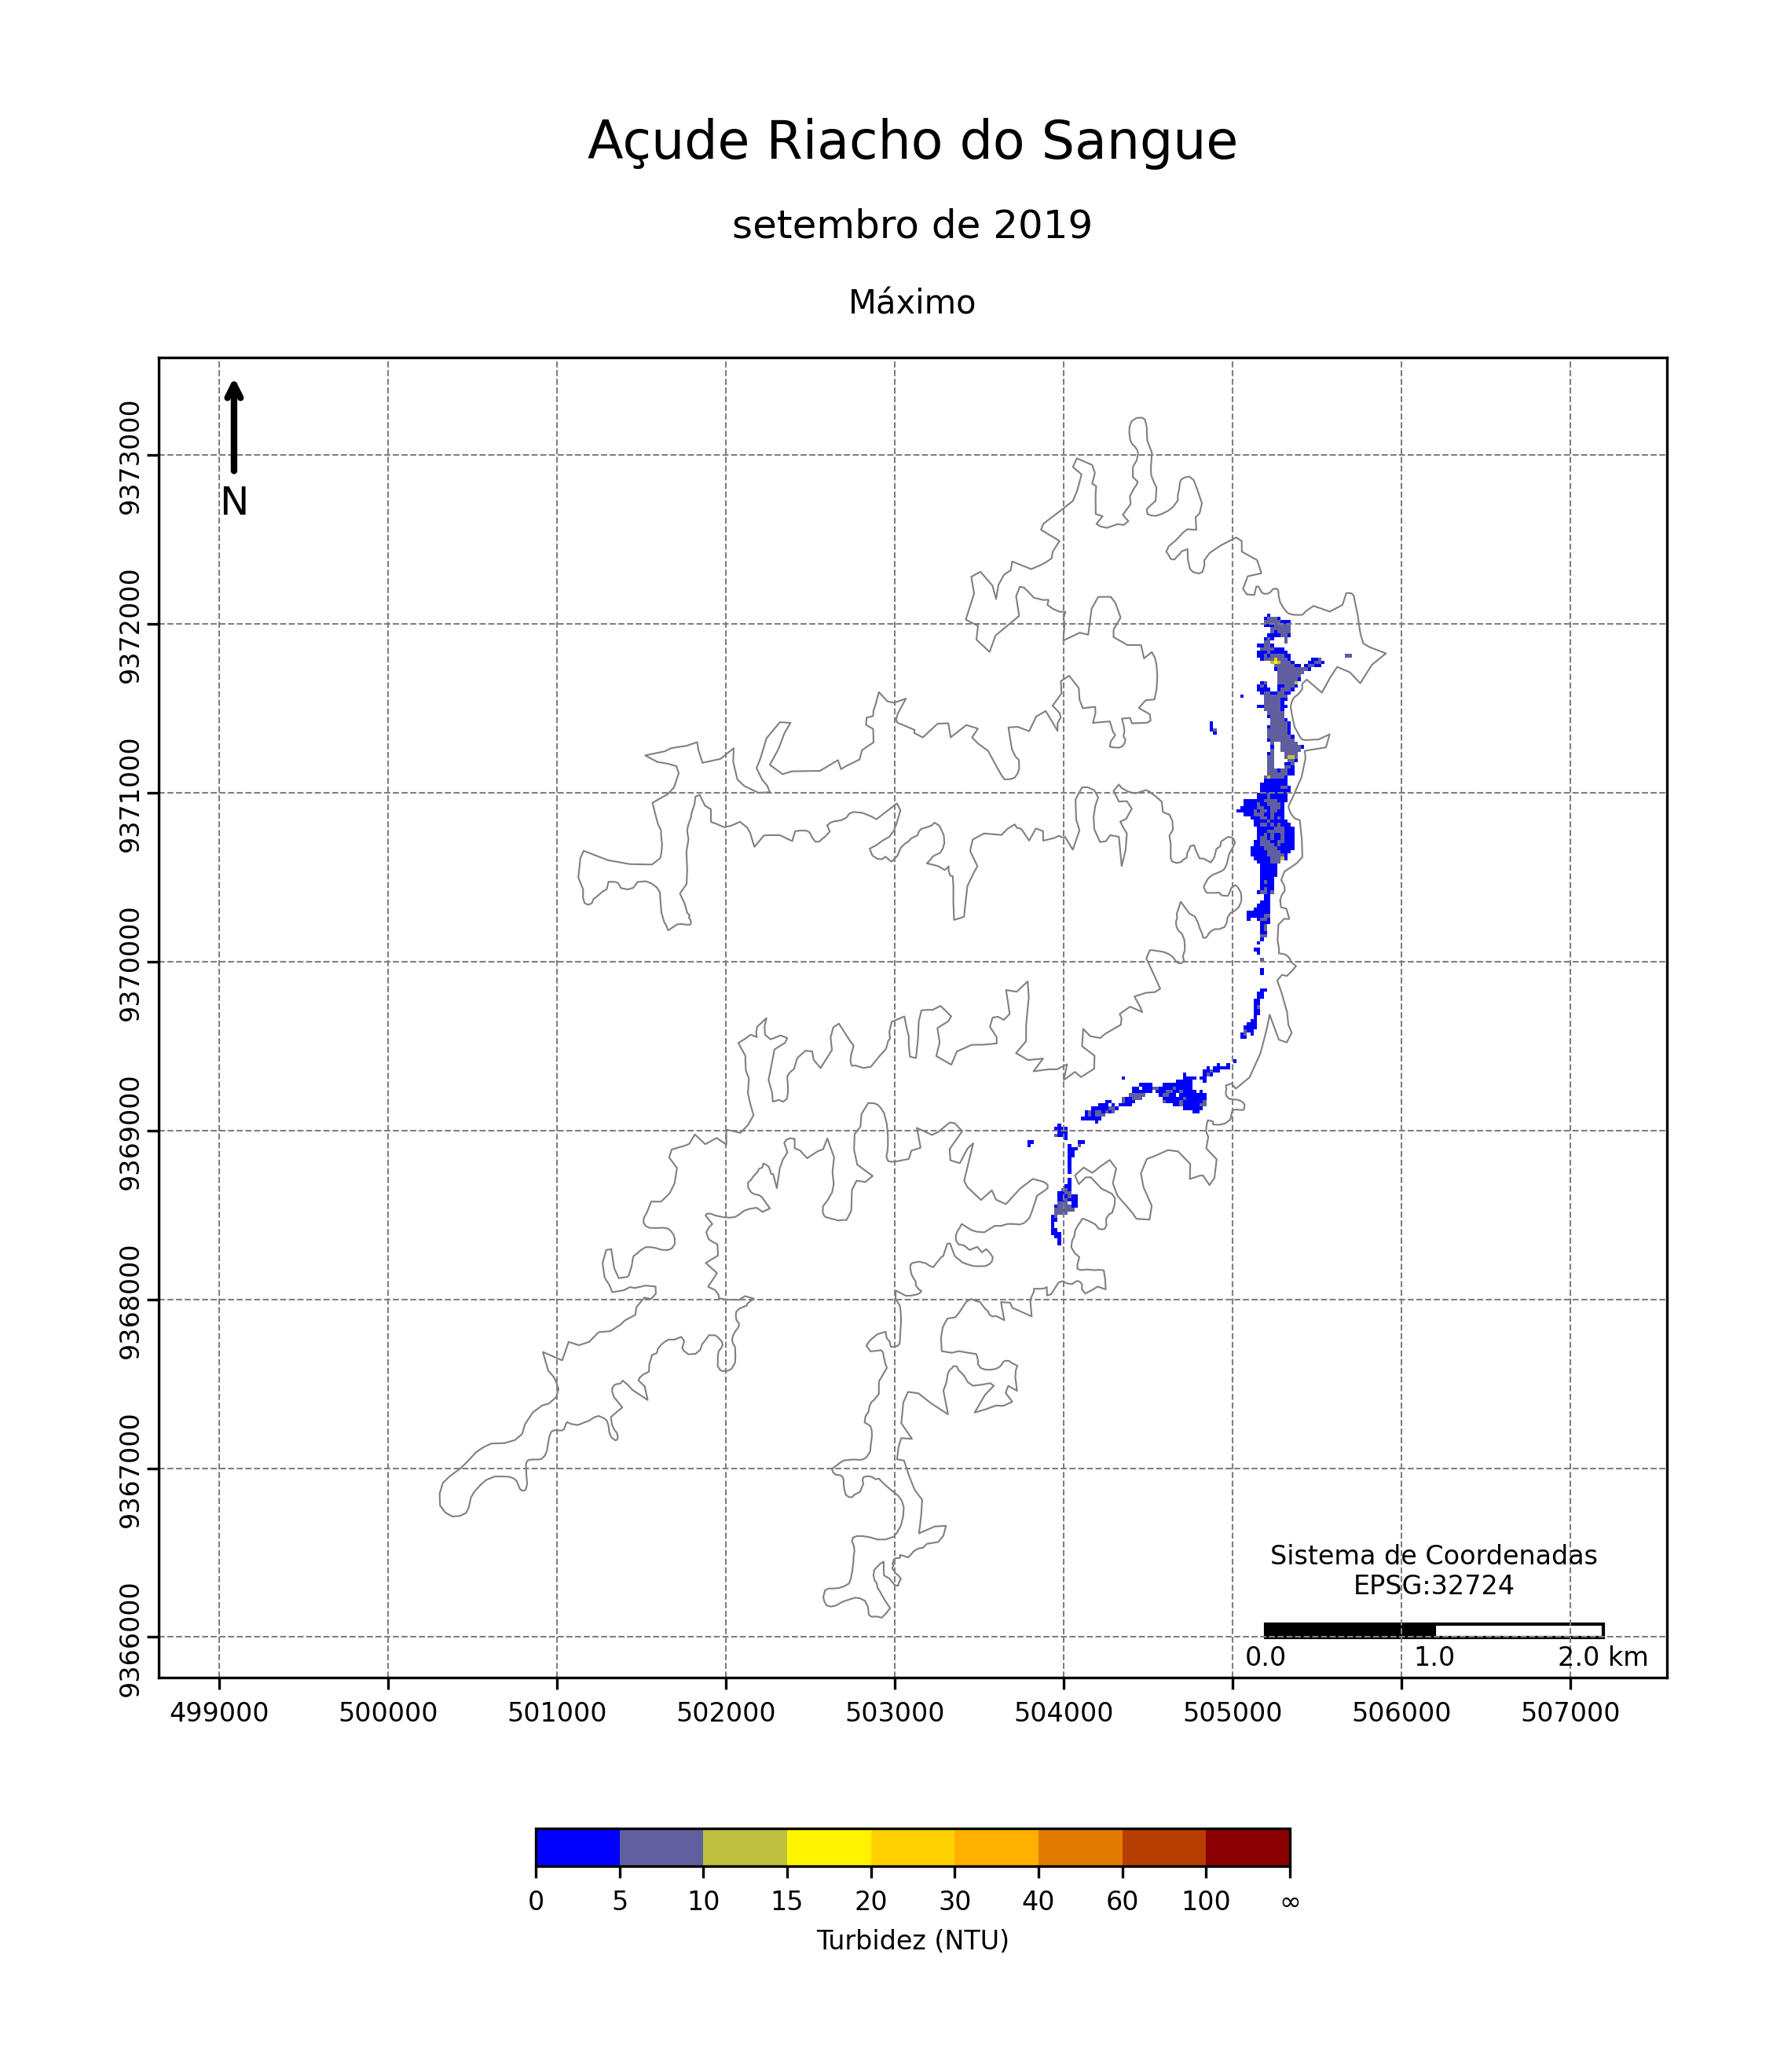 Açude Riacho do Sangue
setembro de 2019
Máximo
N
9373000
9372000
9371000
9370000
9369000
9368000
9367000
9366000
Sistema de Coordenadas
EPSG:32724
0.0 1.0 2.0 km
499000 500000 501000 502000 503000 504000 505000 506000 507000
0 5 10 15 20 30 40 60 100 ∞
Turbidez (NTU)